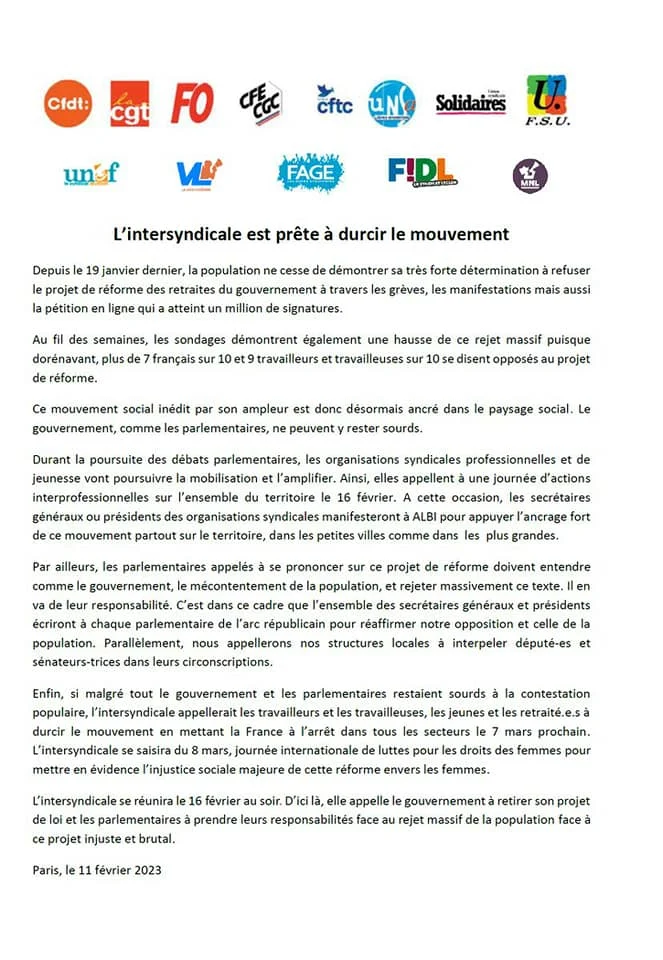 Cfdt:
la cgt
FO
CFE CGC
cftc
UNSa
Union syndicale
Solidaires
U.
F.S.U.
unef
le syndicat étudiant
VL
FAGE
F!DL
LE SYNDICAT LYCÉEN
MNL
L’intersyndicale est prête à durcir le mouvement
Depuis le 19 janvier dernier, la population ne cesse de démontrer sa très forte détermination à refuser
le projet de réforme des retraites du gouvernement à travers les grèves, les manifestations mais aussi
la pétition en ligne qui a atteint un million de signatures.
Au fil des semaines, les sondages démontrent également une hausse de ce rejet massif puisque
dorénavant, plus de 7 français sur 10 et 9 travailleurs et travailleuses sur 10 se disent opposés au projet
de réforme.
Ce mouvement social inédit par son ampleur est donc désormais ancré dans le paysage social. Le
gouvernement, comme les parlementaires, ne peuvent y rester sourds.
Durant la poursuite des débats parlementaires, les organisations syndicales professionnelles et de
jeunesse vont poursuivre la mobilisation et l’amplifier. Ainsi, elles appellent à une journée d’actions
interprofessionnelles sur l’ensemble du territoire le 16 février. A cette occasion, les secrétaires
généraux ou présidents des organisations syndicales manifesteront à ALBI pour appuyer l’ancrage fort
de ce mouvement partout sur le territoire, dans les petites villes comme dans les plus grandes.
Par ailleurs, les parlementaires appelés à se prononcer sur ce projet de réforme doivent entendre
comme le gouvernement, le mécontentement de la population, et rejeter massivement ce texte. Il en
va de leur responsabilité. C’est dans ce cadre que l’ensemble des secrétaires généraux et présidents
écriront à chaque parlementaire de l’arc républicain pour réaffirmer notre opposition et celle de la
population. Parallèlement, nous appellerons nos structures locales à interpeler député-es et
sénateurs-trices dans leurs circonscriptions.
Enfin, si malgré tout le gouvernement et les parlementaires restaient sourds à la contestation
populaire, l’intersyndicale appellerait les travailleurs et les travailleuses, les jeunes et les retraité.e.s à
durcir le mouvement en mettant la France à l’arrêt dans tous les secteurs le 7 mars prochain.
L’intersyndicale se saisira du 8 mars, journée internationale de luttes pour les droits des femmes pour
mettre en évidence l’injustice sociale majeure de cette réforme envers les femmes.
L’intersyndicale se réunira le 16 février au soir. D’ici là, elle appelle le gouvernement à retirer son projet
de loi et les parlementaires à prendre leurs responsabilités face au rejet massif de la population face à
ce projet injuste et brutal.
Paris, le 11 février 2023